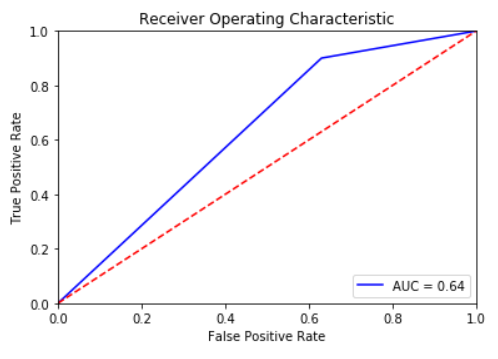 Receiver Operating Characteristic
1.0
0.8
0.6
0.4
0.2
0.0
True Positive Rate
AUC = 0.64
0.0 0.2 0.4 0.6 0.8 1.0
False Positive Rate